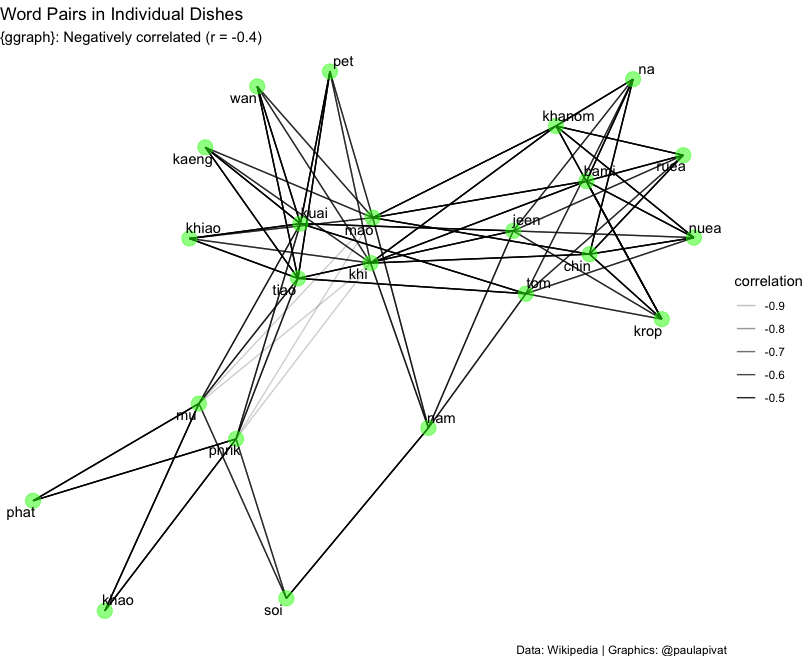 Word Pairs in Individual Dishes
{ggraph}: Negatively correlated (r = -0.4)
pet
na
wan
khanom
kaeng
ruea
bami
kuai
mao
jeen
khiao
nuea
khi
chin
tiao
tom
krop
correlation
-0.9
-0.8
-0.7
-0.6
-0.5
mu
nam
phrik
phat
khao
soi
Data: Wikipedia | Graphics: @paulapivat